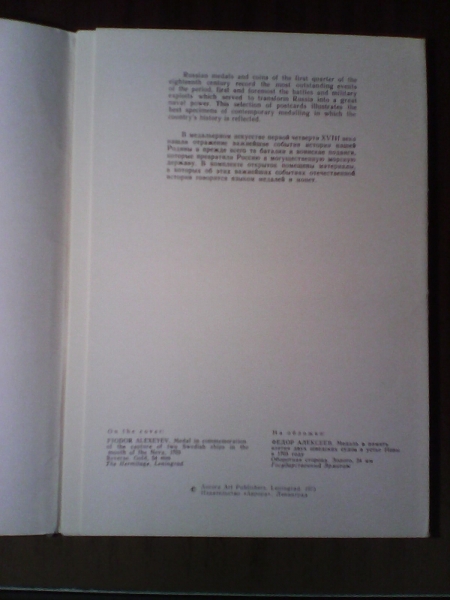 Russian medals and coins of the first quarter of the
eighteenth century record the most outstanding events
of the period, first and foremost the battles and military
exploits which served to transform Russia into a great
naval power. This selection of postcards illustrates the
best specimens of contemporary medalling in which the
country's history is reflected.
В медальерном искусстве первой четверти XVIII века
нашли отражение важнейшие события истории нашей
Родины и прежде всего те баталии и воинские подвиги,
которые превратили Россию в могущественную морскую
державу. В комплекте открыток помещены материалы,
в которых об этих важнейших событиях отечественной
истории говорится языком медалей и монет.
On the cover:
FYODOR ALEXEYEV. Medal in commemoration
of the capture of two Swedish ships in the
mouth of the Neva. 1703
Reverse. Gold. 54 mm
The Hermitage, Leningrad
На обложке:
ФЕДОР АЛЕКСЕЕВ. Медаль в память
взятия двух шведских судов в устье Невы.
в году
Оборотная сторона. Золото. 54 мм
Государственный Эрмитаж
© Aurora Art Publishers, Leningrad.
Издательство «Аврора». Ленинград